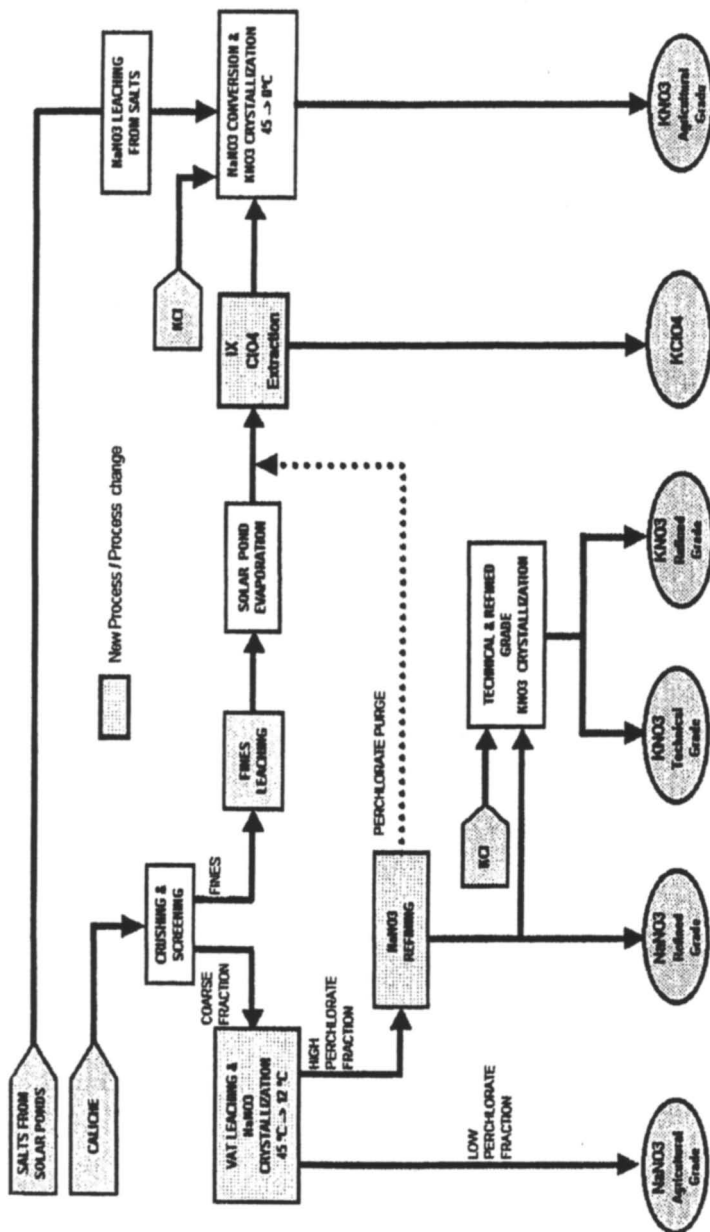 SALTS FROM
SOLAR PONDS
NaNO3 LEACHING
FROM SALTS
CALICHE
New Process / Process change
CRUSHING &
SCREENING
COARSE
FRACTION
FINES
FINES
LEACHING
SOLAR POND
EVAPORATION
IX
ClO4
Extraction
KCl
NaNO3 CONVERSION &
KNO3 CRYSTALLIZATION
45 -> 8°C
VAT LEACHING &
NaNO3
CRYSTALLIZATION
45 °C -> 12 °C
HIGH
PERCHLORATE
FRACTION
PERCHLORATE PURGE
NaNO3
REFINING
KCl
TECHNICAL & REFINED
GRADE
KNO3 CRYSTALLIZATION
LOW
PERCHLORATE
FRACTION
NaNO3
Agricultural
Grade
NaNO3
Refined
Grade
KNO3
Technical
Grade
KNO3
Refined
Grade
KClO4
KNO3
Agricultural
Grade